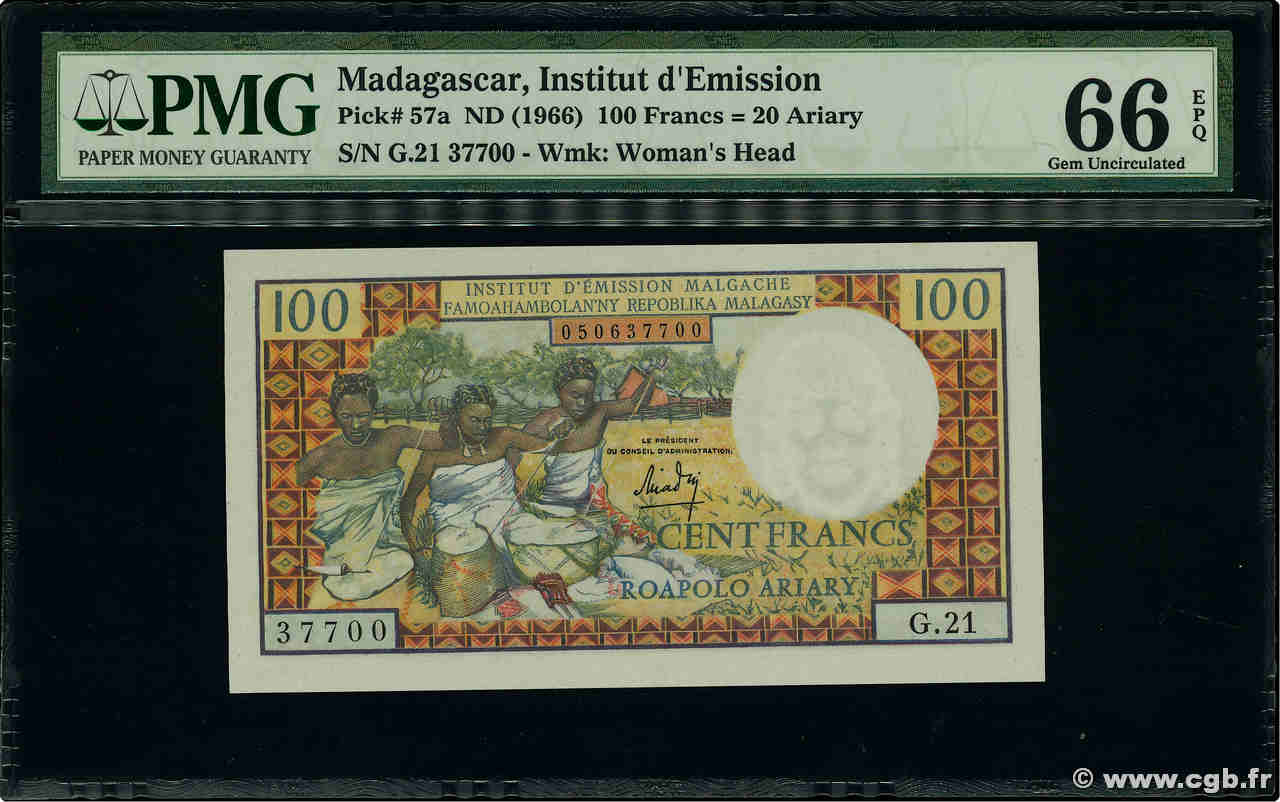 PMG
PAPER MONEY GUARANTY
Madagascar, Institut d'Emission
Pick# 57a ND (1966) 100 Francs = 20 Ariary
S/N G.21 37700 - Wmk: Woman's Head
66
EPQ
Gem Uncirculated
100
INSTITUT D'ÉMISSION MALGACHE
FAMOAHAMBOLAN'NY REPOBLIKA MALAGASY
100
050637700
LE PRÉSIDENT
DU CONSEIL D'ADMINISTRATION,
CENT FRANCS
ROAPOLO ARIARY
37700
G.21
© www.cgb.fr